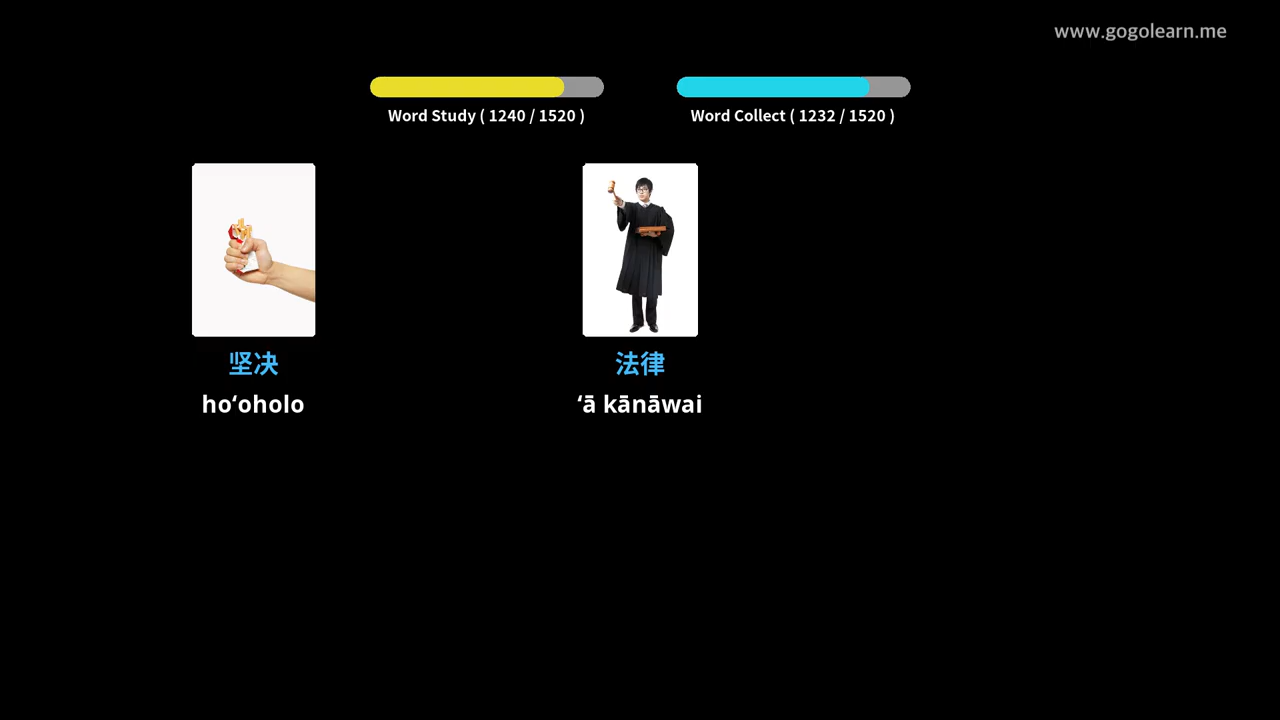 www.gogolearn.me
Word Study ( 1240 / 1520 )
Word Collect ( 1232 / 1520 )
坚决
法律
hoʻoholo
ʻā kānāwai